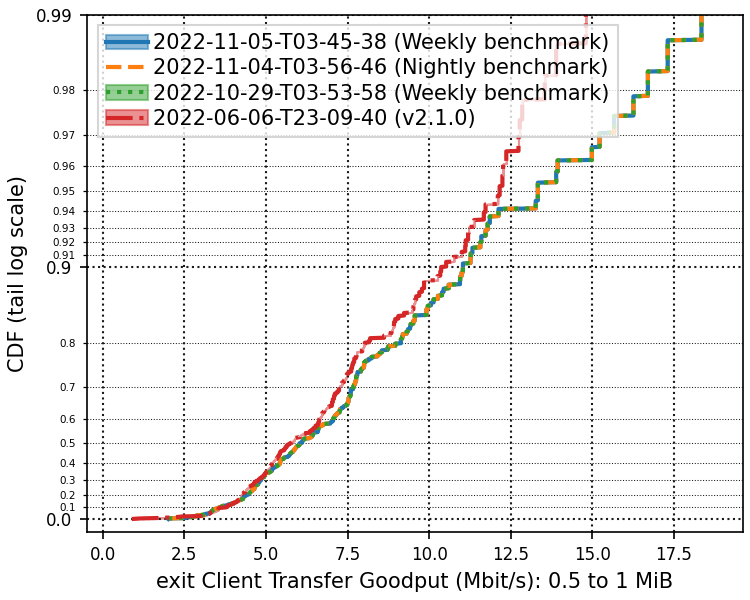 0.99
2022-11-05-T03-45-38 (Weekly benchmark)
2022-11-04-T03-56-46 (Nightly benchmark)
2022-10-29-T03-53-58 (Weekly benchmark)
2022-06-06-T23-09-40 (v2.1.0)
0.98
0.97
0.96
0.95
0.94
0.93
0.92
0.91
0.9
0.8
0.7
0.6
0.5
0.4
0.3
0.2
0.1
0.0
CDF (tail log scale)
0.0 2.5 5.0 7.5 10.0 12.5 15.0 17.5
exit Client Transfer Goodput (Mbit/s): 0.5 to 1 MiB